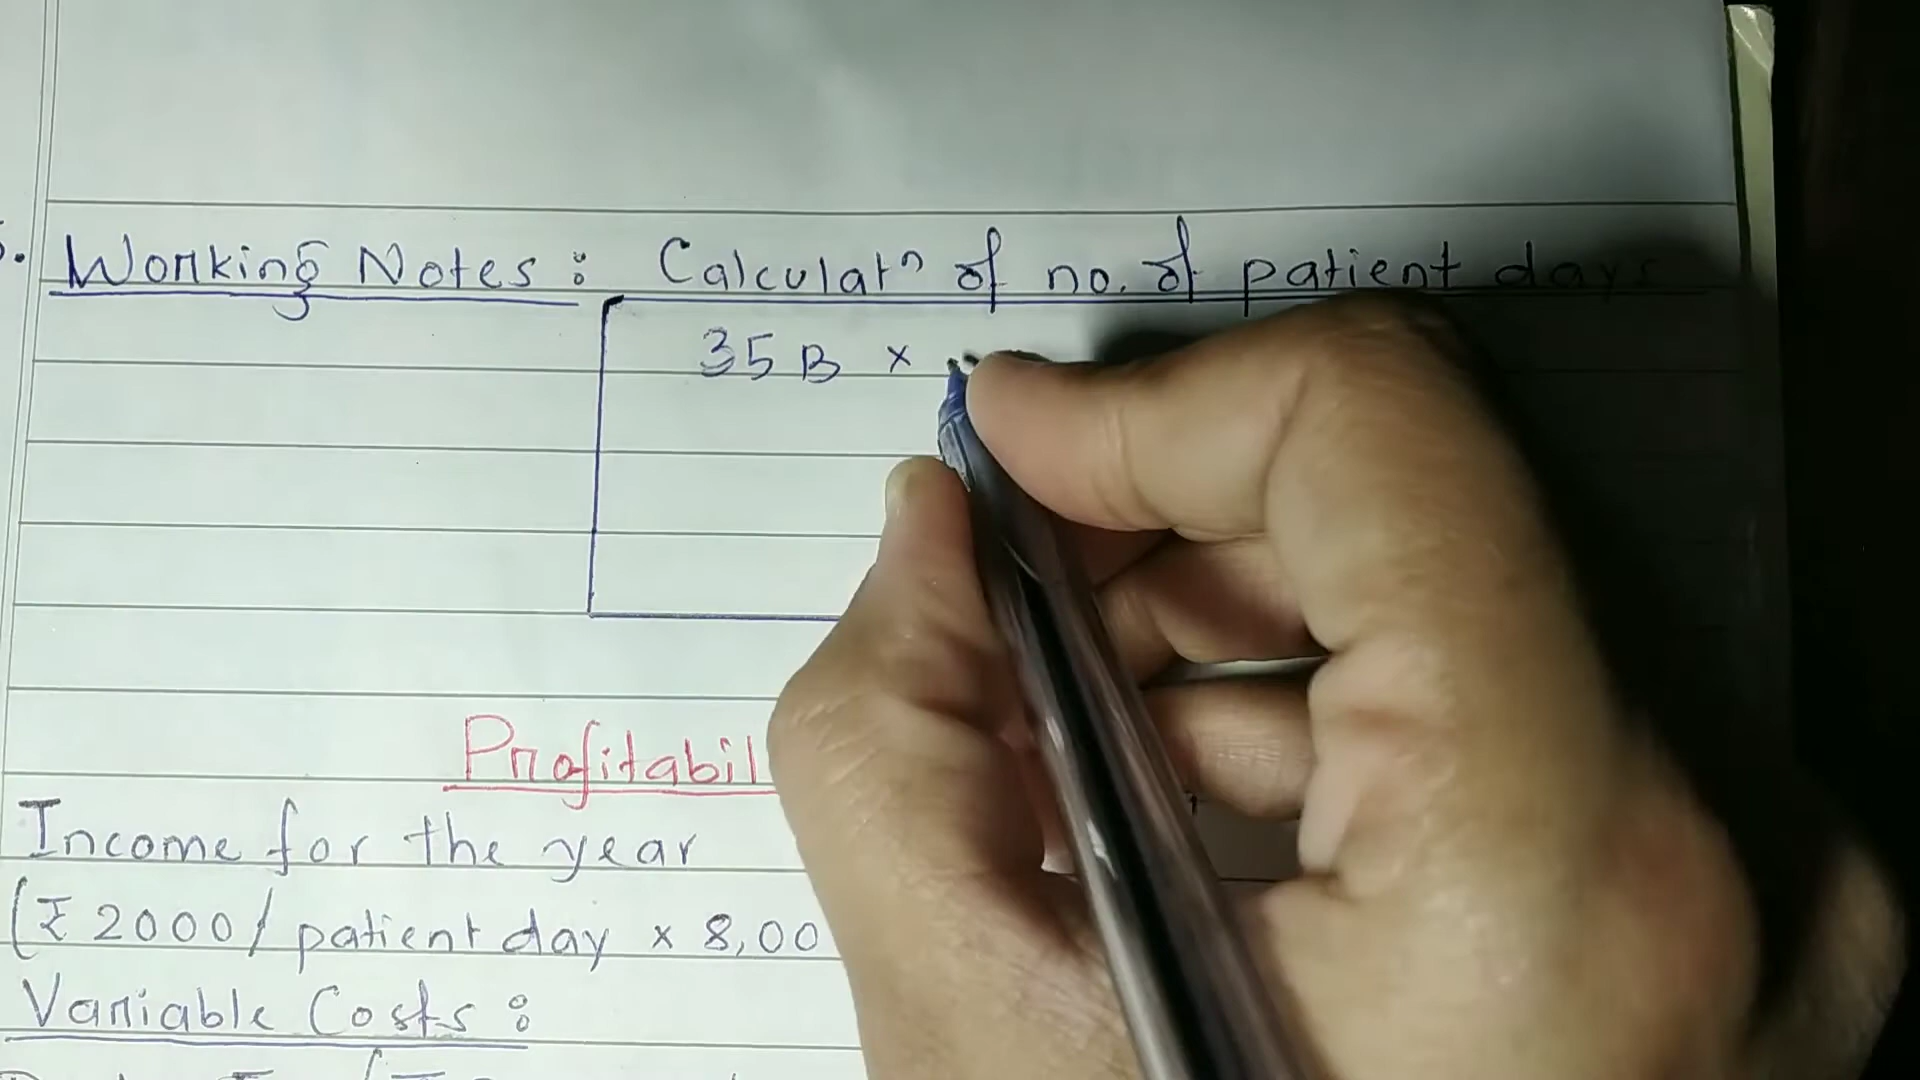 Working Notes : Calculatⁿ of no. of patient days
35 B ×
Profitabil
Income for the year
(₹ 2000/ patient day × 8,00
Variable Costs :